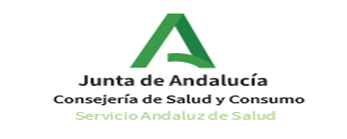 Junta de Andalucía
Consejería de Salud y Consumo
Servicio Andaluz de Salud